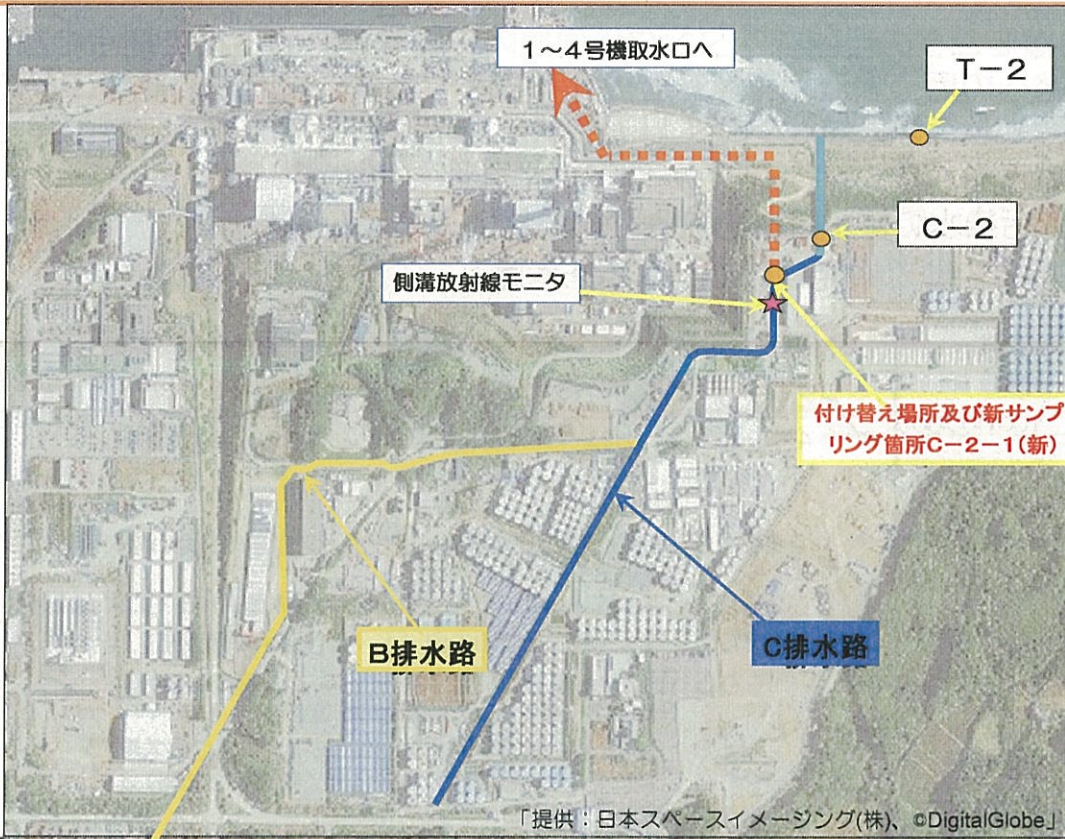 1～4号機取水口へ
T－2
C－2
側溝放射線モニタ
付け替え場所及び新サンプ
リング箇所C－2－1(新)
B排水路
C排水路
「提供：日本スペースイメージング(株)、©DigitalGlobe」